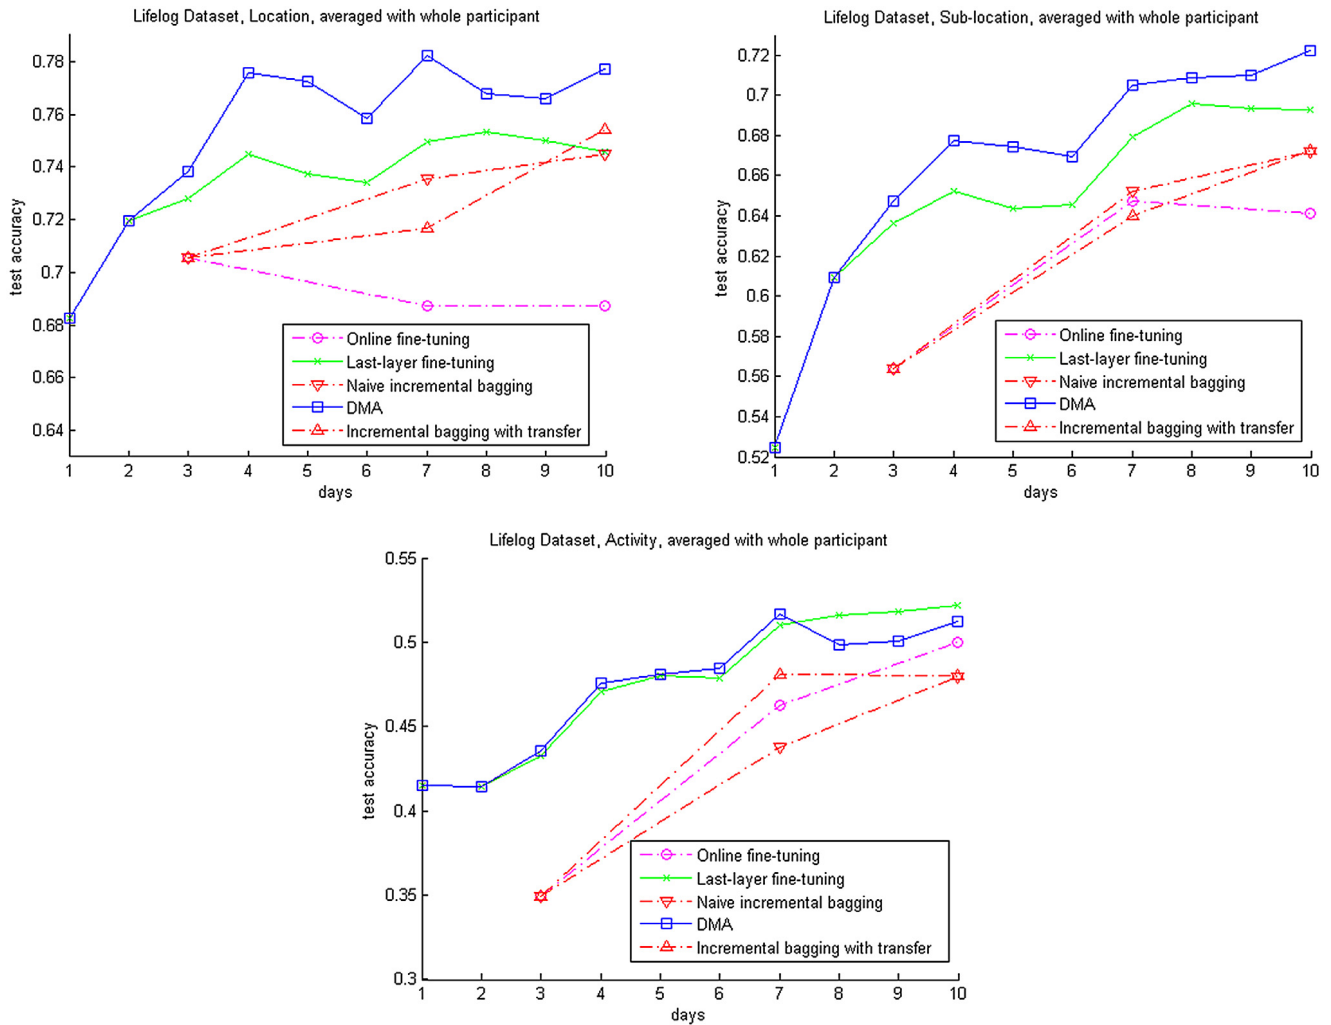 Lifelog Dataset, Location, averaged with whole participant
0.78
0.76
0.74
0.72
0.7
0.68
0.66
0.64
test accuracy
1 2 3 4 5 6 7 8 9 10
days
Online fine-tuning
Last-layer fine-tuning
Naive incremental bagging
DMA
Incremental bagging with transfer
Lifelog Dataset, Sub-location, averaged with whole participant
0.72
0.7
0.68
0.66
0.64
0.62
0.6
0.58
0.56
0.54
0.52
test accuracy
1 2 3 4 5 6 7 8 9 10
days
Online fine-tuning
Last-layer fine-tuning
Naive incremental bagging
DMA
Incremental bagging with transfer
Lifelog Dataset, Activity, averaged with whole participant
0.55
0.5
0.45
0.4
0.35
0.3
test accuracy
1 2 3 4 5 6 7 8 9 10
days
Online fine-tuning
Last-layer fine-tuning
Naive incremental bagging
DMA
Incremental bagging with transfer